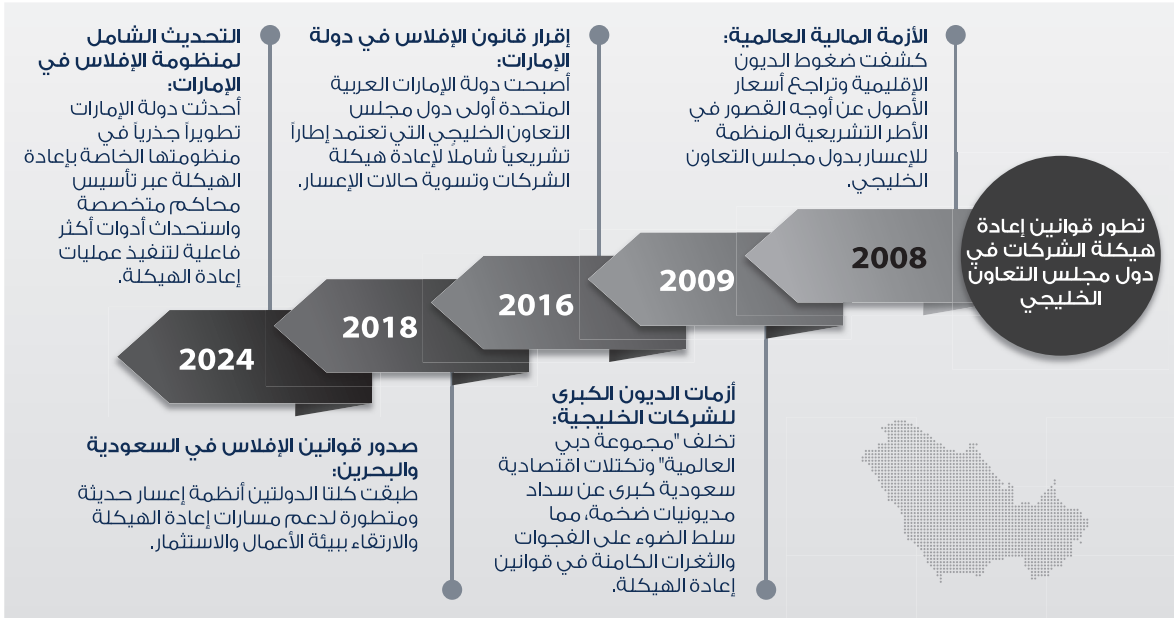 تطور قوانين إعادة
هيكلة الشركات في
دول مجلس التعاون
الخليجي
2008
الأزمة المالية العالمية:
كشفت ضغوط الديون
الإقليمية وتراجع أسعار
الأصول عن أوجه القصور في
الأطر التشريعية المنظمة
للإعسار بدول مجلس التعاون
الخليجي.
2009
أزمات الديون الكبرى
للشركات الخليجية:
تخلف "مجموعة دبي
العالمية" وتكتلات اقتصادية
سعودية كبرى عن سداد
مديونيات ضخمة، مما
سلط الضوء على الفجوات
والثغرات الكامنة في قوانين
إعادة الهيكلة.
2016
إقرار قانون الإفلاس في دولة
الإمارات:
أصبحت دولة الإمارات العربية
المتحدة أولى دول مجلس
التعاون الخليجي التي تعتمد إطاراً
تشريعياً شاملاً لإعادة هيكلة
الشركات وتسوية حالات الإعسار.
2018
صدور قوانين الإفلاس في السعودية
والبحرين:
طبقت كلتا الدولتين أنظمة إعسار حديثة
ومتطورة لدعم مسارات إعادة الهيكلة
والارتقاء ببيئة الأعمال والاستثمار.
2024
التحديث الشامل
لمنظومة الإفلاس في
الإمارات:
أحدثت دولة الإمارات
تطويراً جذرياً في
منظومتها الخاصة بإعادة
الهيكلة عبر تأسيس
محاكم متخصصة
واستحداث أدوات أكثر
فاعلية لتنفيذ عمليات
إعادة الهيكلة.